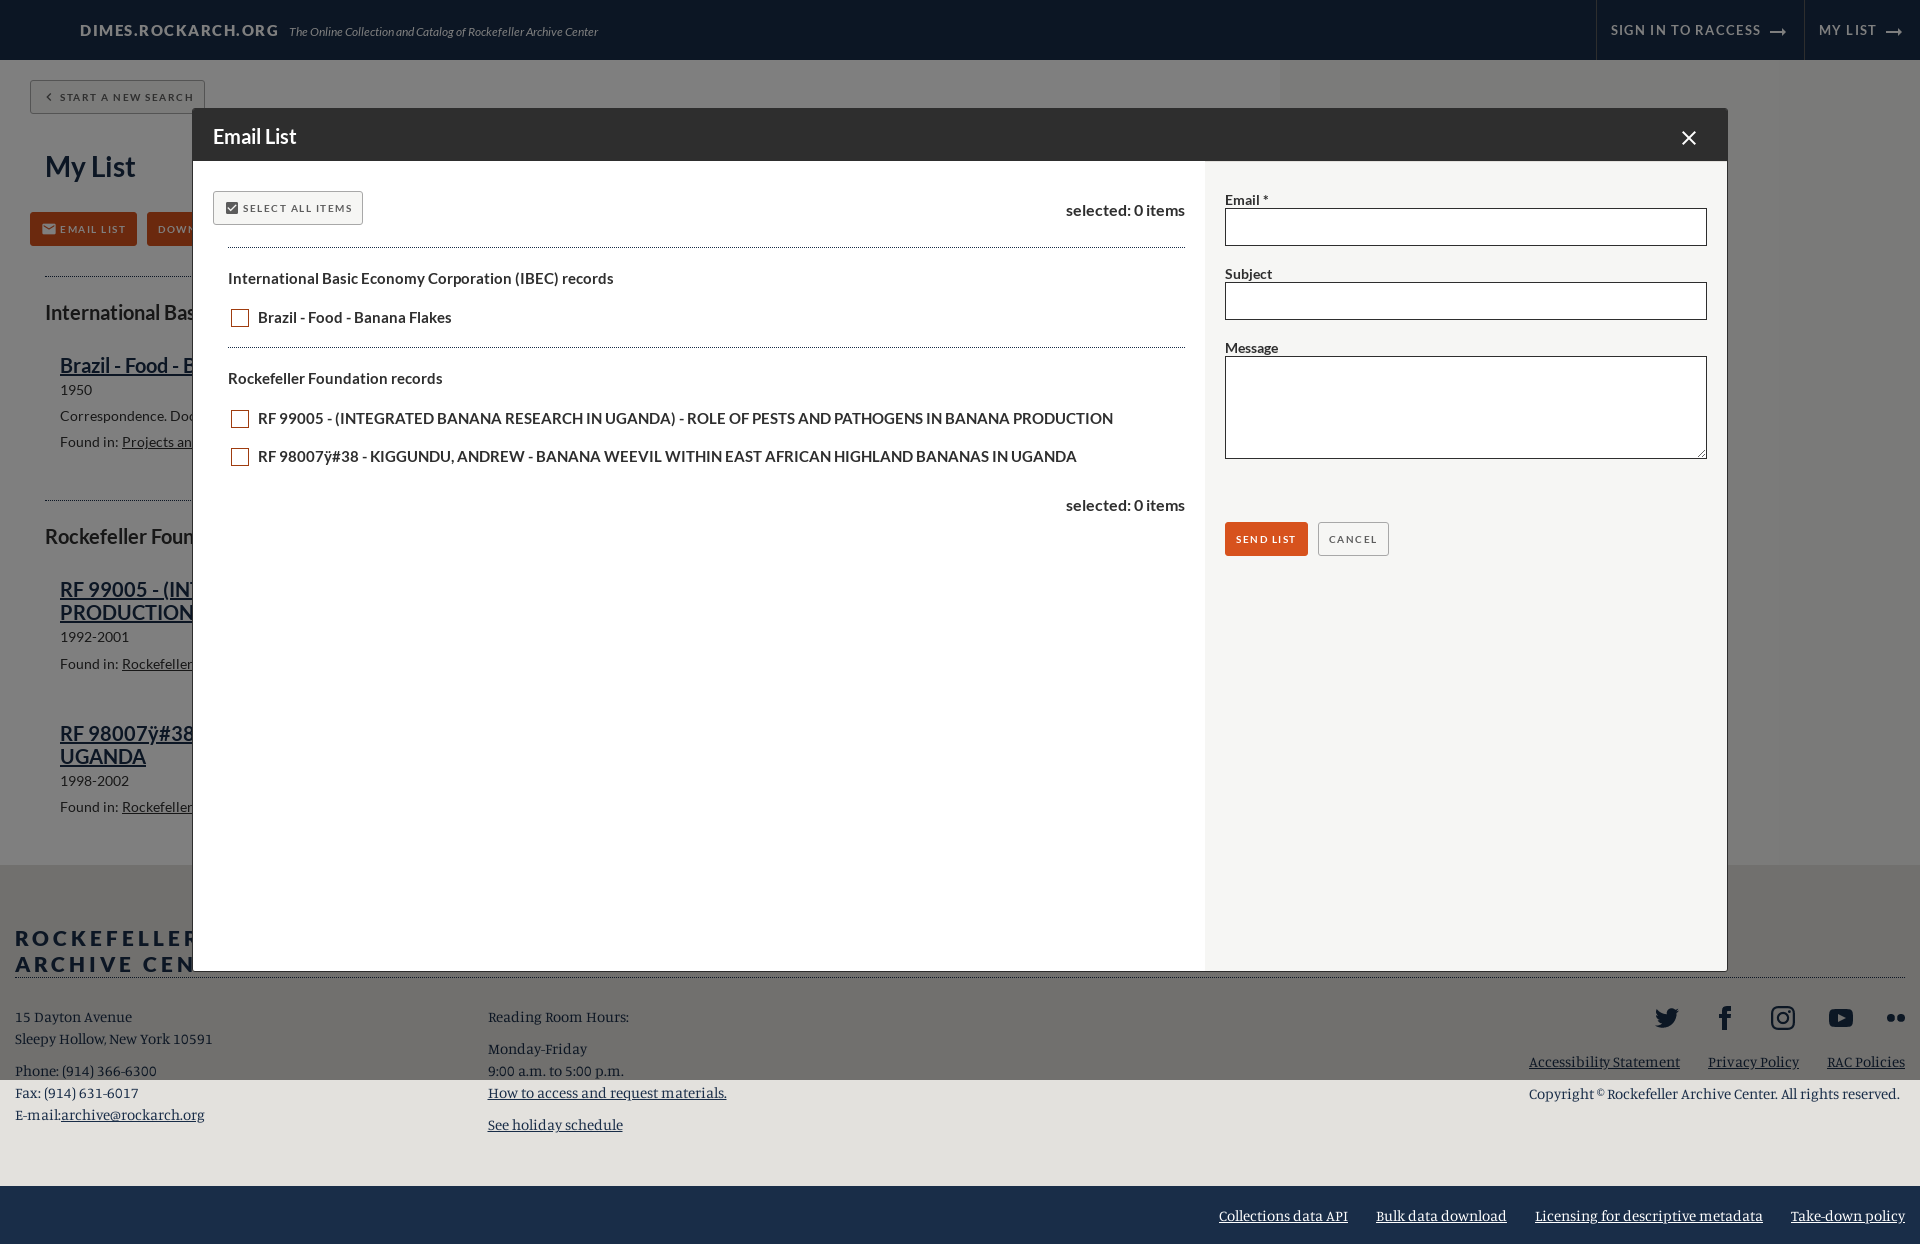 DIMES.ROCKARCH.ORG The Online Collection and Catalog of Rockefeller Archive Center SIGN IN TO RACCESS MY LIST
START A NEW SEARCH
Email List
My List
EMAIL LIST DOWN
International Bas
Brazil - Food - B
1950
Correspondence. Doc
Found in: Projects an
Rockefeller Foun
RF 99005 - (INT
PRODUCTION
1992-2001
Found in: Rockefeller
RF 98007ÿ#38
UGANDA
1998-2002
Found in: Rockefeller
SELECT ALL ITEMS selected: 0 items
International Basic Economy Corporation (IBEC) records
Brazil - Food - Banana Flakes
Rockefeller Foundation records
RF 99005 - (INTEGRATED BANANA RESEARCH IN UGANDA) - ROLE OF PESTS AND PATHOGENS IN BANANA PRODUCTION
RF 98007ÿ#38 - KIGGUNDU, ANDREW - BANANA WEEVIL WITHIN EAST AFRICAN HIGHLAND BANANAS IN UGANDA
selected: 0 items
Email *
Subject
Message
SEND LIST CANCEL
ROCKEFELLER
ARCHIVE CEN
15 Dayton Avenue
Sleepy Hollow, New York 10591
Phone: (914) 366-6300
Fax: (914) 631-6017
E-mail:archive@rockarch.org
Reading Room Hours:
Monday-Friday
9:00 a.m. to 5:00 p.m.
How to access and request materials.
See holiday schedule
Accessibility Statement Privacy Policy RAC Policies
Copyright © Rockefeller Archive Center. All rights reserved.
Collections data API Bulk data download Licensing for descriptive metadata Take-down policy